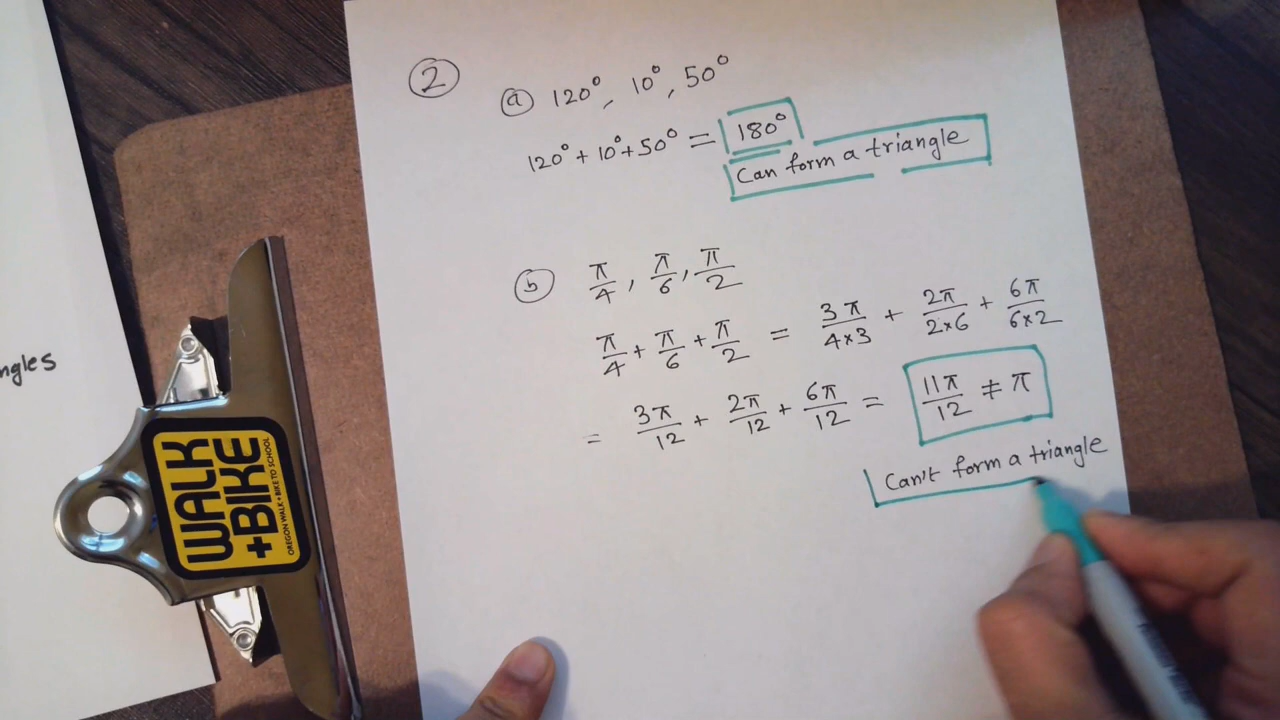 ②
ⓐ 120°, 10°, 50°
120° + 10° + 50° = 180°
Can form a triangle
ⓑ π/4, π/6, π/2
π/4 + π/6 + π/2 = 3π/4×3 + 2π/2×6 + 6π/6×2
= 3π/12 + 2π/12 + 6π/12 = 11π/12 ≠ π
Can't form a triangle
ngles
WALK
+BIKE
OREGON WALK+BIKE TO SCHOOL